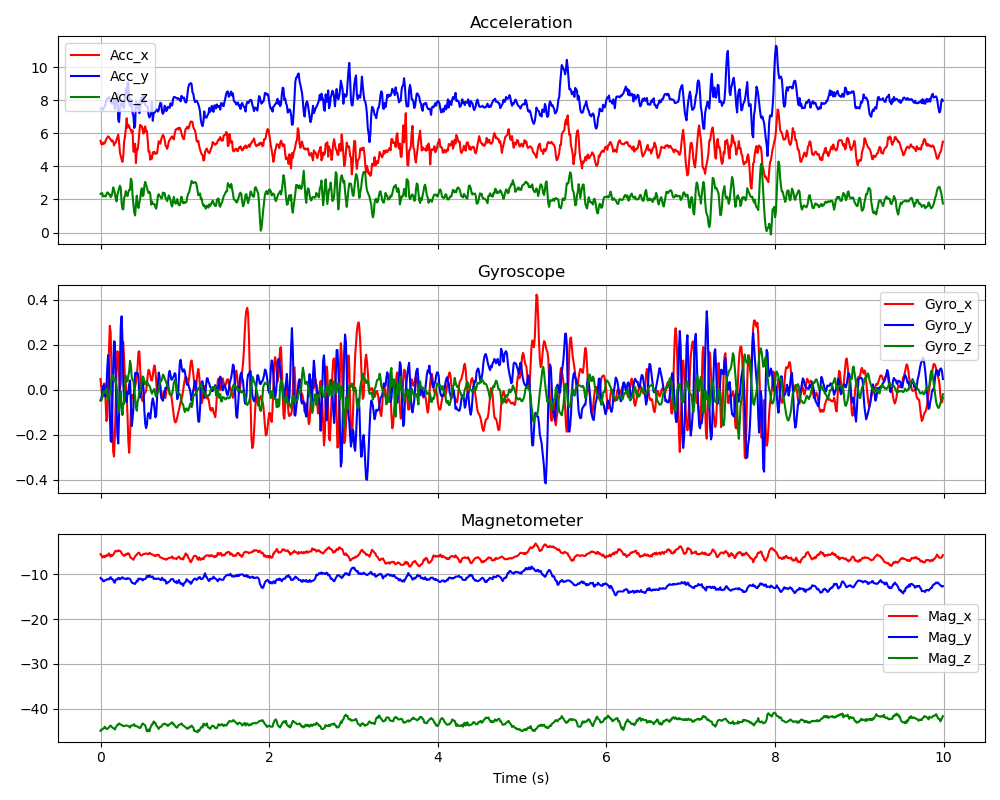 Acceleration
Acc_x
Acc_y
Acc_z
10
8
6
4
2
0
Gyroscope
Gyro_x
Gyro_y
Gyro_z
0.4
0.2
0.0
−0.2
−0.4
Magnetometer
−10
−20
−30
−40
Mag_x
Mag_y
Mag_z
0 2 4 6 8 10
Time (s)